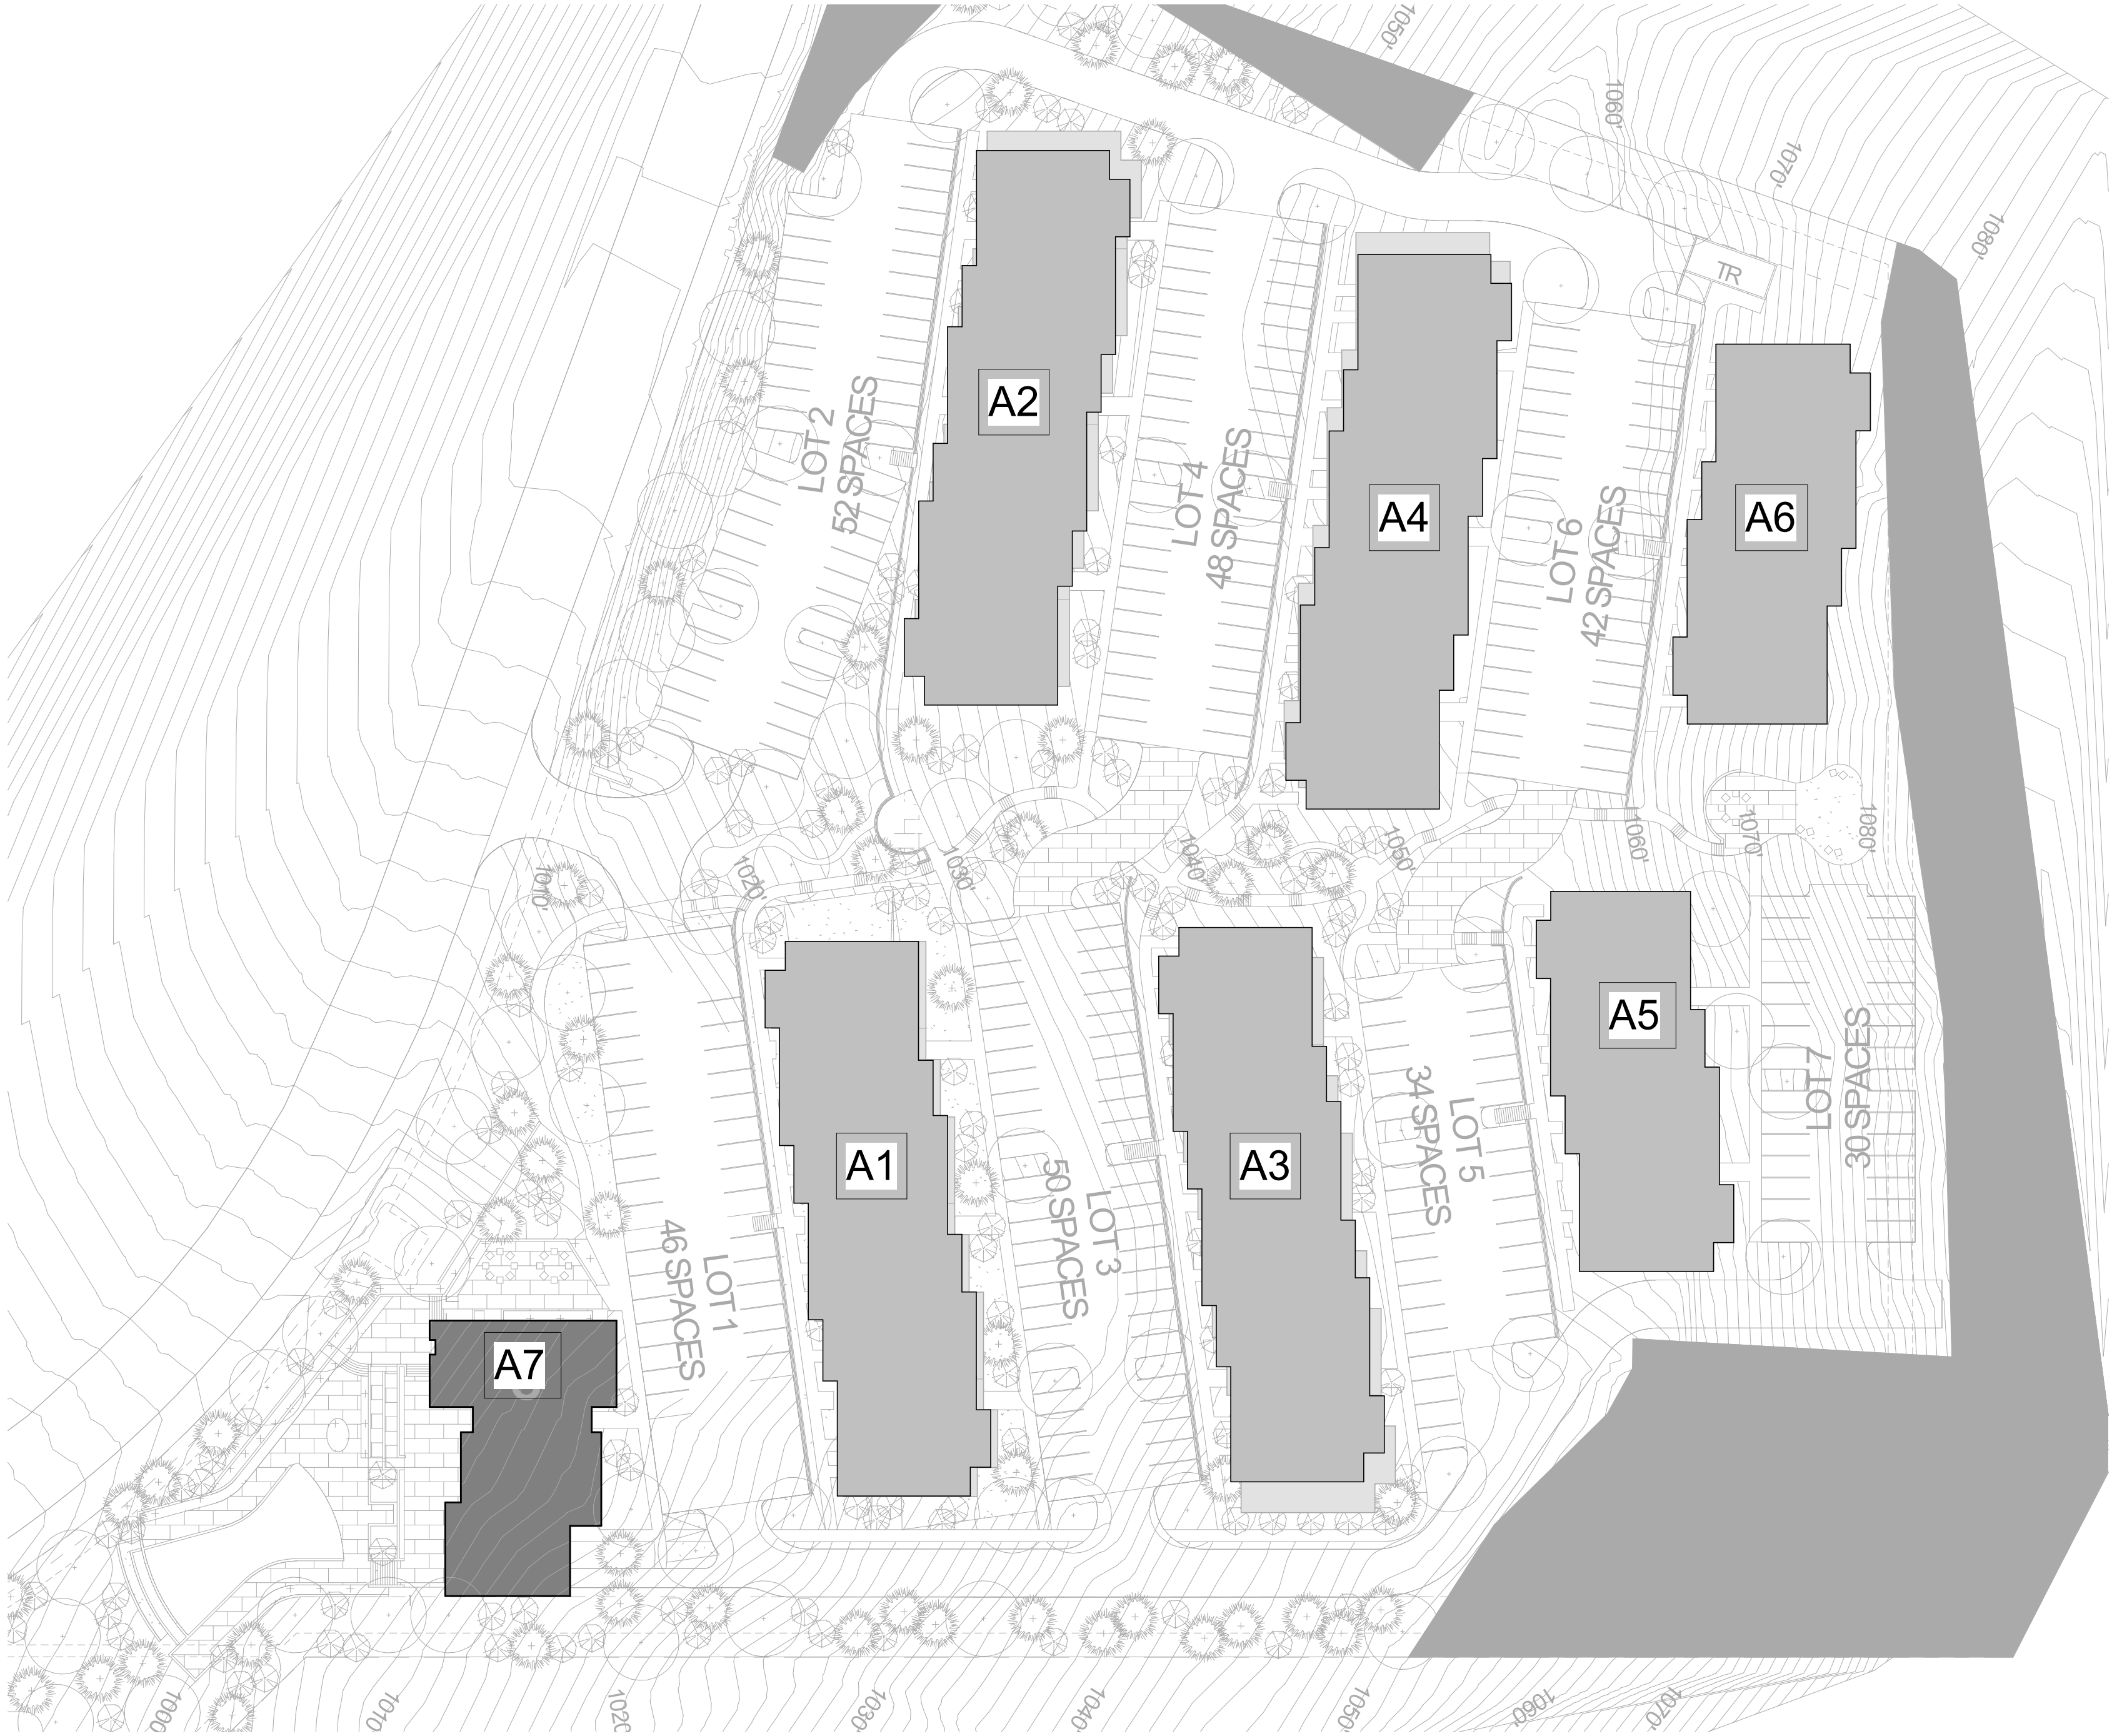 1050'
1060'
1070'
1080'
TR
A2
A4
A6
LOT 2
52 SPACES
LOT 4
48 SPACES
LOT 6
42 SPACES
1010'
1020'
1030'
1040'
1050'
1060'
1070'
1080'
A1
A3
A5
LOT 1
46 SPACES
LOT 3
50 SPACES
LOT 5
34 SPACES
LOT 7
30 SPACES
A7
1000
1010
1020
1030'
1040'
1050'
1060'
1070'